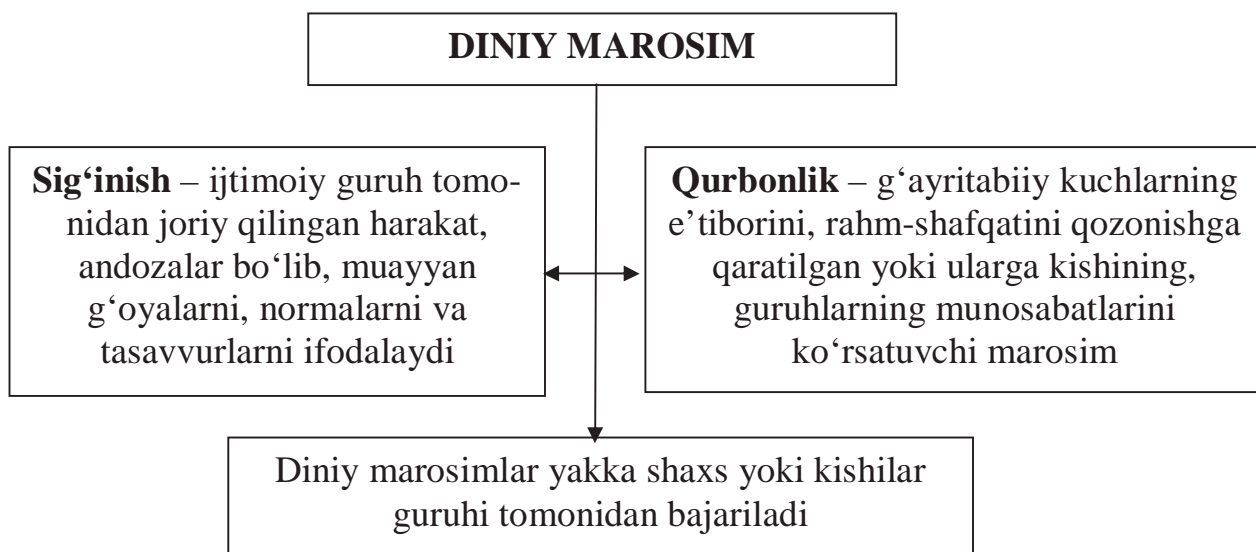 DINIY MAROSIM
Sig‘inish – ijtimoiy guruh tomo-
nidan joriy qilingan harakat,
andozalar bo‘lib, muayyan
g‘oyalarni, normalarni va
tasavvurlarni ifodalaydi
Qurbonlik – g‘ayritabiiy kuchlarning
e’tiborini, rahm-shafqatini qozonishga
qaratilgan yoki ularga kishining,
guruhlarning munosabatlarini
ko‘rsatuvchi marosim
Diniy marosimlar yakka shaxs yoki kishilar
guruhi tomonidan bajariladi